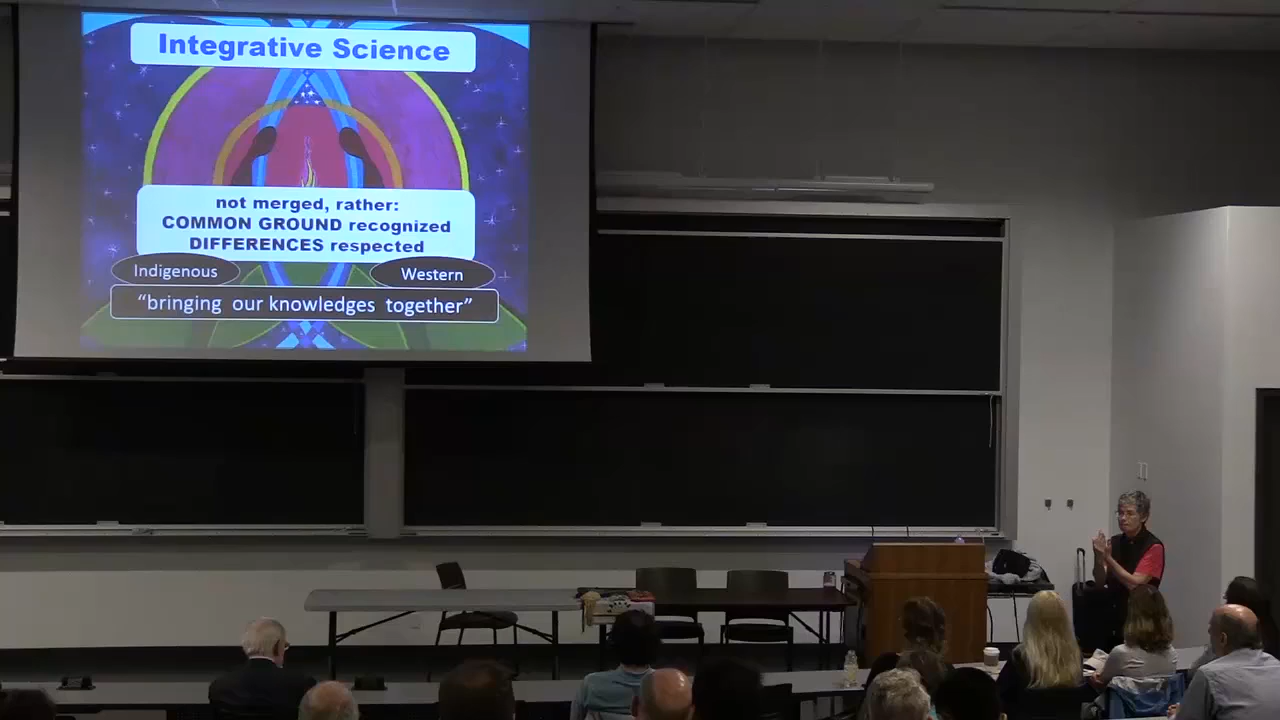 Integrative Science
not merged, rather:
COMMON GROUND recognized
DIFFERENCES respected
Indigenous
Western
“bringing our knowledges together”